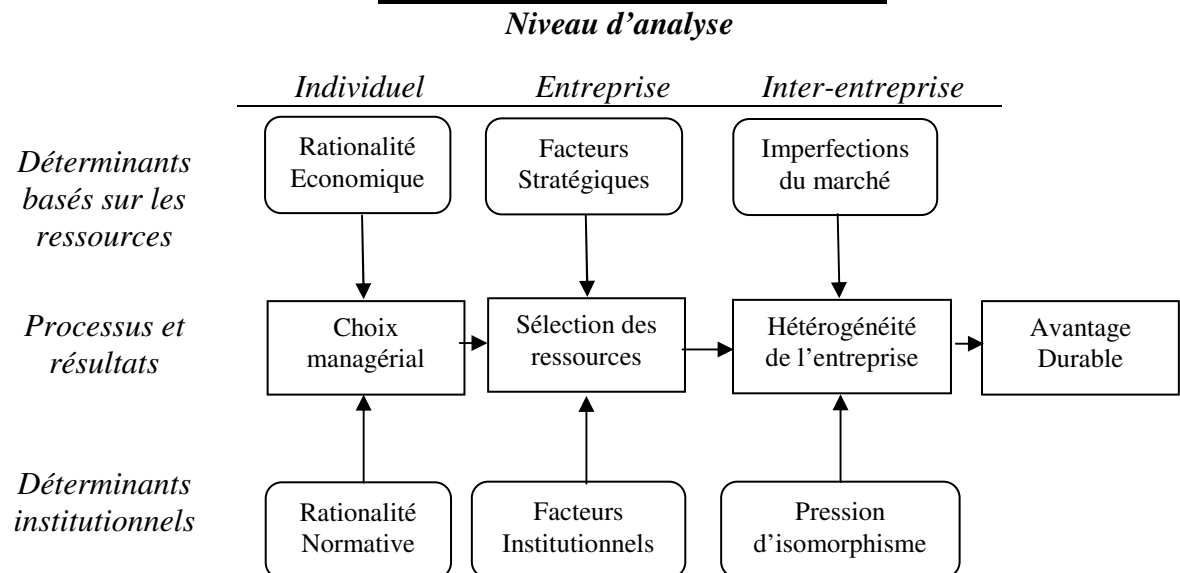 Niveau d'analyse
Individuel
Entreprise
Inter-entreprise
Déterminants
basés sur les
ressources
Rationalité
Economique
Facteurs
Stratégiques
Imperfections
du marché
Processus et
résultats
Choix
managérial
Sélection des
ressources
Hétérogénéité
de l'entreprise
Avantage
Durable
Déterminants
institutionnels
Rationalité
Normative
Facteurs
Institutionnels
Pression
d'isomorphisme